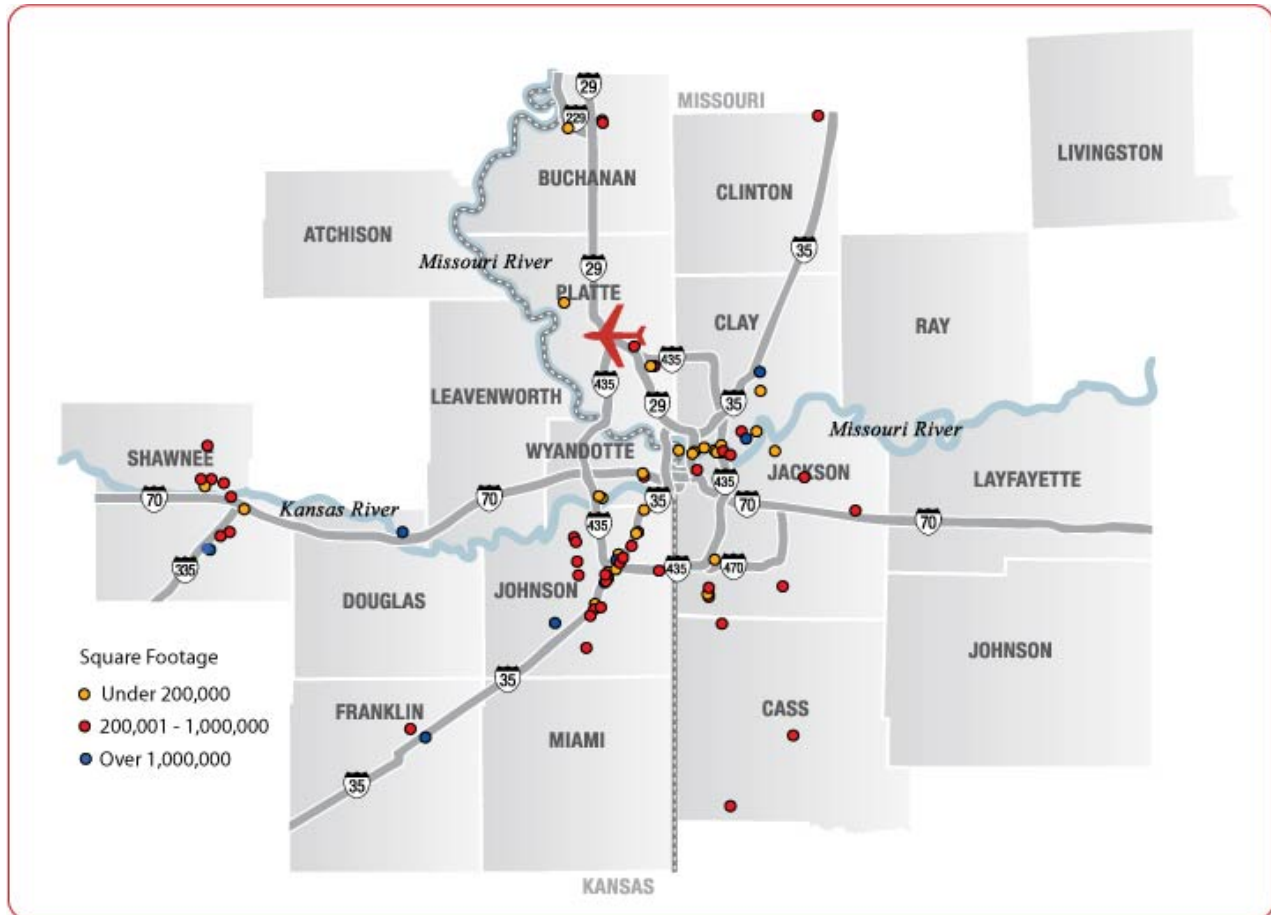 29
MISSOURI
229
LIVINGSTON
BUCHANAN
CLINTON
ATCHISON
35
Missouri River
29
PLATTE
CLAY
RAY
435
435
LEAVENWORTH
29
35
Missouri River
WYANDOTTE
SHAWNEE
JACKSON
LAYFAYETTE
70
70
35
435
70
70
Kansas River
435
335
435
470
JOHNSON
DOUGLAS
JOHNSON
Square Footage
Under 200,000
200,001 - 1,000,000
Over 1,000,000
35
FRANKLIN
MIAMI
CASS
35
KANSAS